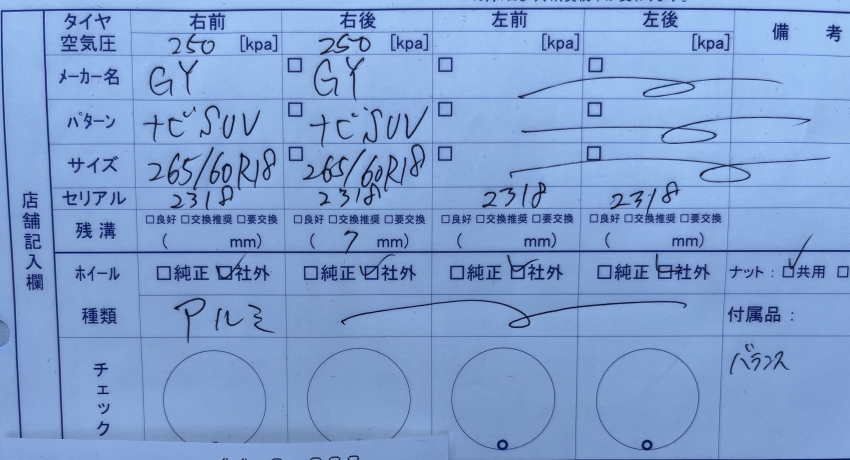 タイヤ 右前 右後 左前 左後 備 考
空気圧 250 [kpa] 250 [kpa] [kpa] [kpa]
メーカー名 GY □ GY □ □
パターン ナビSUV □ ナビSUV □ □
サイズ 265/60R18 □ 265/60R18 □ □
セリアル 2318 2318 2318 2318
残溝 □良好 □交換推奨 □要交換 □良好 □交換推奨 □要交換 □良好 □交換推奨 □要交換 □良好 □交換推奨 □要交換
( mm) ( 7 mm) ( mm) ( mm)
店舗記入欄
ホイール □純正 ☑社外 □純正 ☑社外 □純正 ☑社外 □純正 ☑社外 ナット: ☑共用 □
種類 アルミ 付属品:
チェック バランス